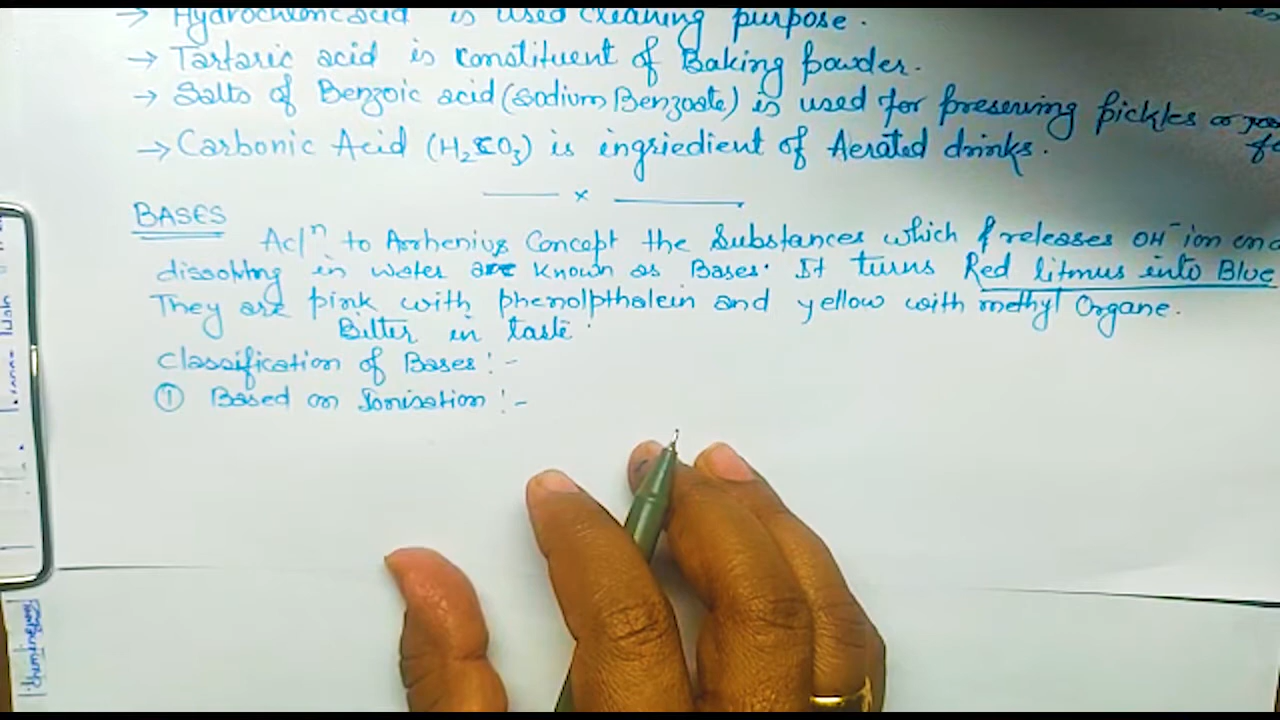 → Hydrochloric acid is used cleaning purpose.
→ Tartaric acid is constituent of Baking powder.
→ Salts of Benzoic acid (Sodium Benzoate) is used for preserving pickles or
→ Carbonic Acid (H₂CO₃) is ingriedient of Aerated drinks.
— x —
BASES
Acl^n to Arrhenius Concept the Substances which releases OH⁻ ion on
dissolving in water are known as Bases. It turns Red litmus into Blue
They are pink with phenolpthalein and yellow with methyl Organe.
Bitter in taste.
Classification of Bases :-
① Based on Ionisation :-